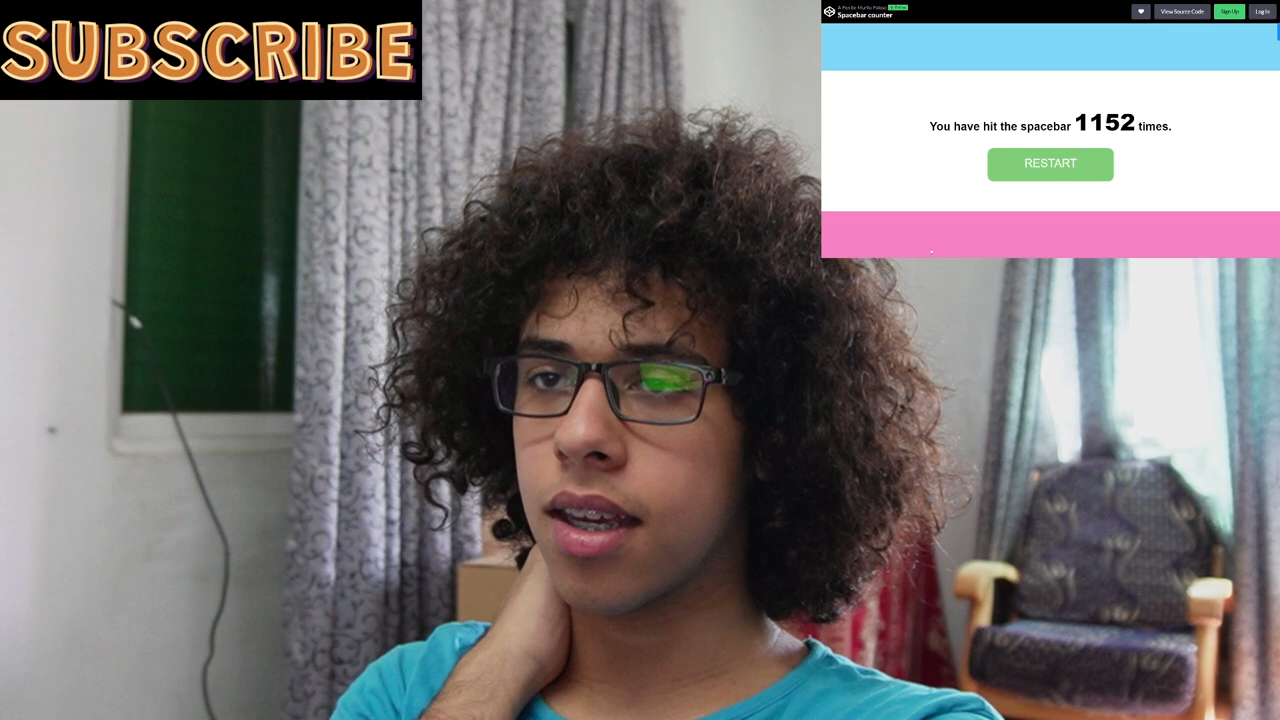 SUBSCRIBE
Spacebar counter
View Source Code
Sign Up
Log In
You have hit the spacebar 1152 times.
RESTART